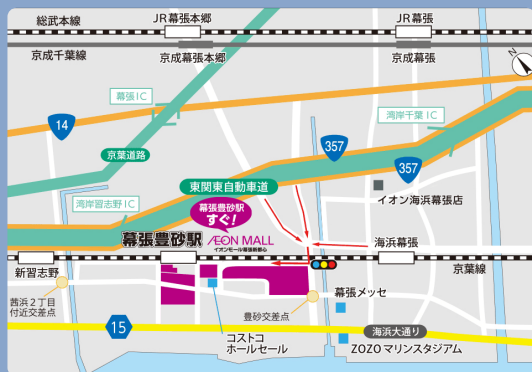 総武本線
JR幕張本郷
JR幕張
京成千葉線
京成幕張本郷
京成幕張
N
幕張IC
14
湾岸千葉IC
357
京葉道路
357
東関東自動車道
イオン海浜幕張店
湾岸習志野IC
幕張豊砂駅
すぐ!
幕張豊砂駅
ÆON MALL
イオンモール幕張新都心
海浜幕張
新習志野
京葉線
茜浜2丁目
付近交差点
幕張メッセ
豊砂交差点
15
コストコ
ホールセール
海浜大通り
ZOZOマリンスタジアム